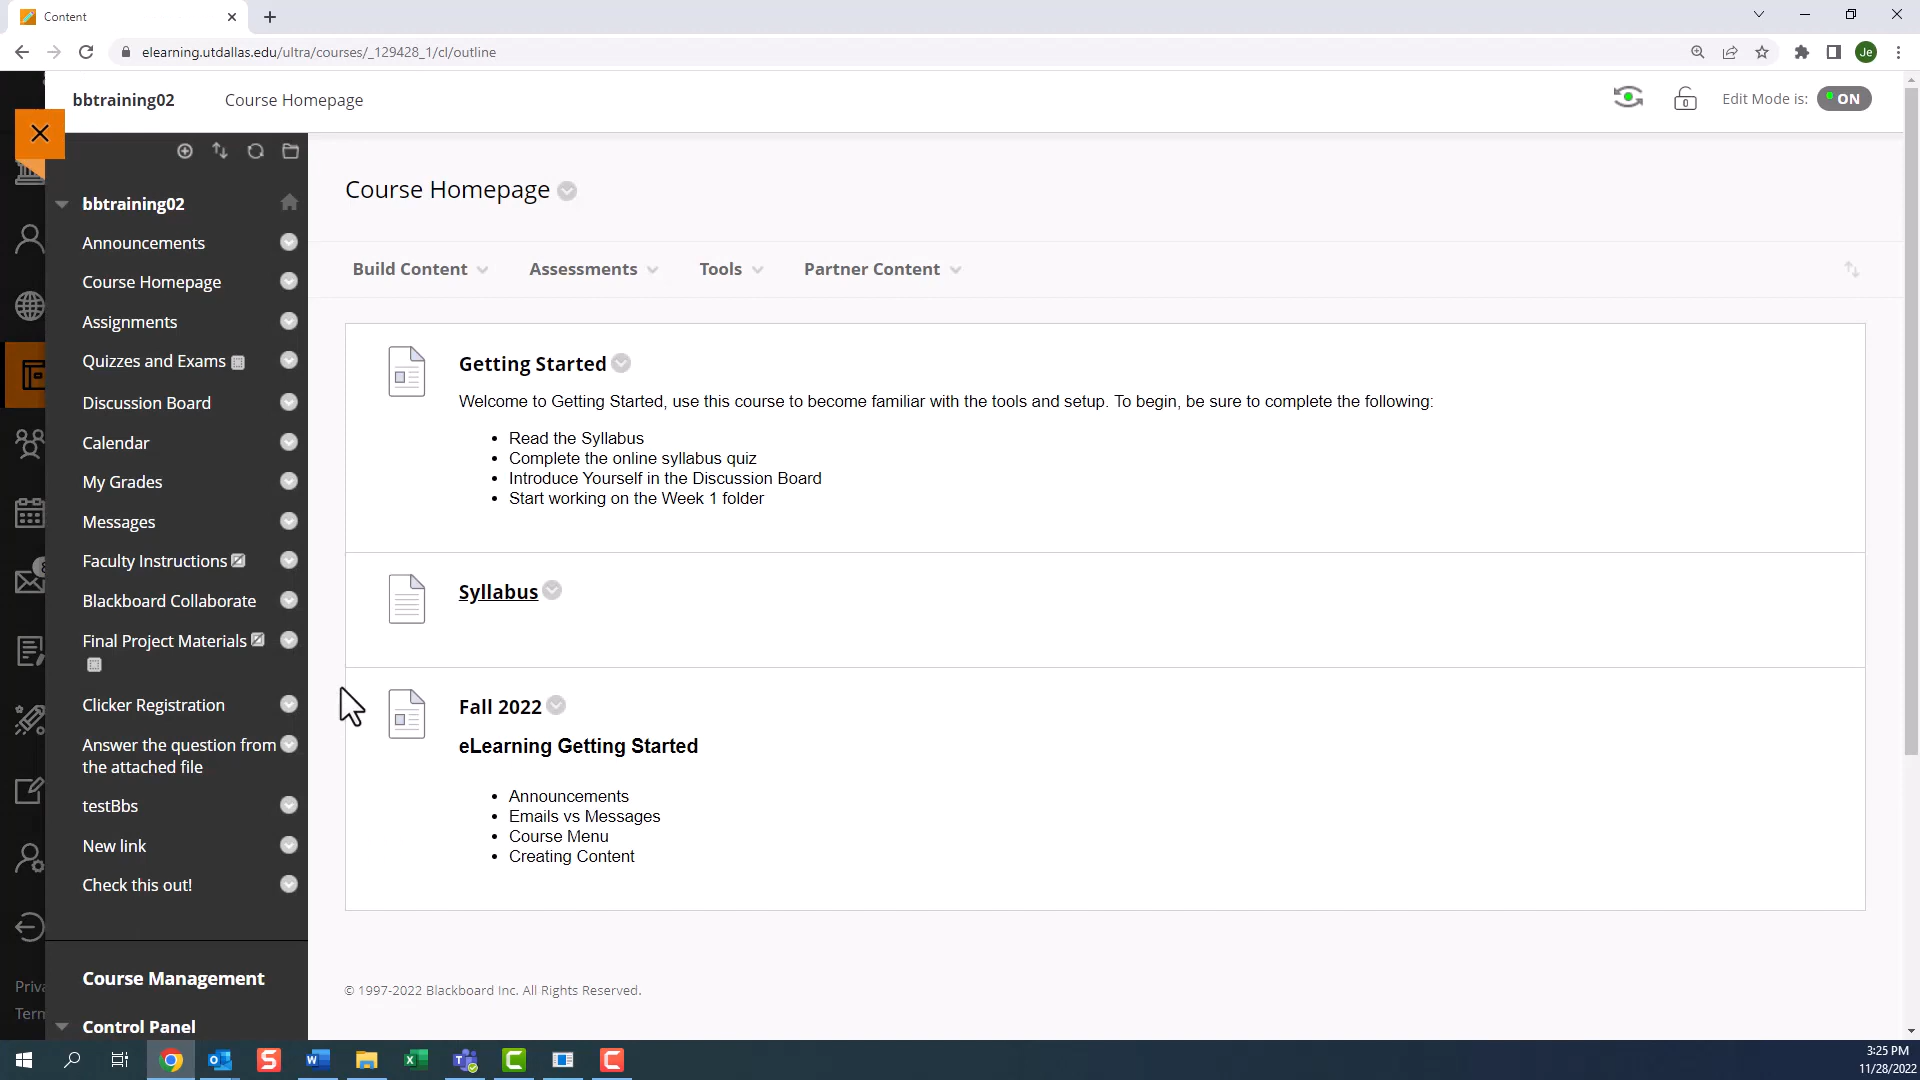 Content
elearning.utdallas.edu/ultra/courses/_129428_1/cl/outline
Je
bbtraining02
Course Homepage
Edit Mode is:
ON
bbtraining02
Announcements
Course Homepage
Assignments
Quizzes and Exams
Discussion Board
Calendar
My Grades
Messages
Faculty Instructions
Blackboard Collaborate
Final Project Materials
Clicker Registration
Answer the question from
the attached file
testBbs
New link
Check this out!
Course Management
Control Panel
Course Homepage
Build Content
Assessments
Tools
Partner Content
Getting Started
Welcome to Getting Started, use this course to become familiar with the tools and setup. To begin, be sure to complete the following:
• Read the Syllabus
• Complete the online syllabus quiz
• Introduce Yourself in the Discussion Board
• Start working on the Week 1 folder
Syllabus
Fall 2022
eLearning Getting Started
• Announcements
• Emails vs Messages
• Course Menu
• Creating Content
© 1997-2022 Blackboard Inc. All Rights Reserved.
3:25 PM
11/28/2022